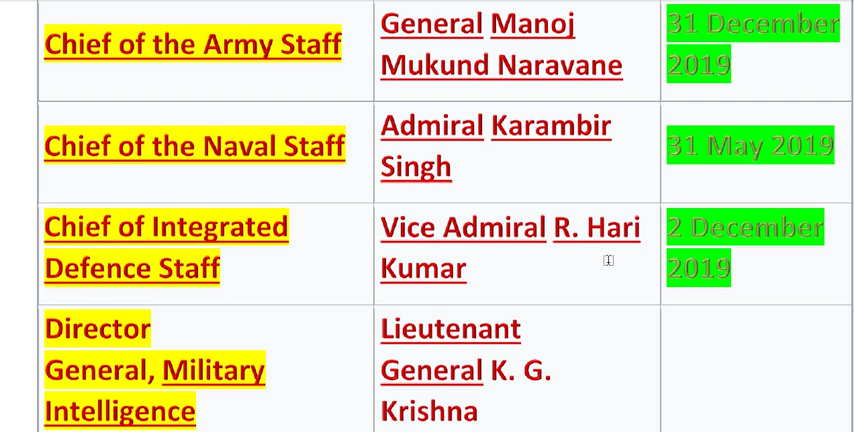 Chief of the Army Staff
General Manoj
Mukund Naravane
31 December
2019
Chief of the Naval Staff
Admiral Karambir
Singh
31 May 2019
Chief of Integrated
Defence Staff
Vice Admiral R. Hari
Kumar
2 December
2019
Director
General, Military
Intelligence
Lieutenant
General K. G.
Krishna